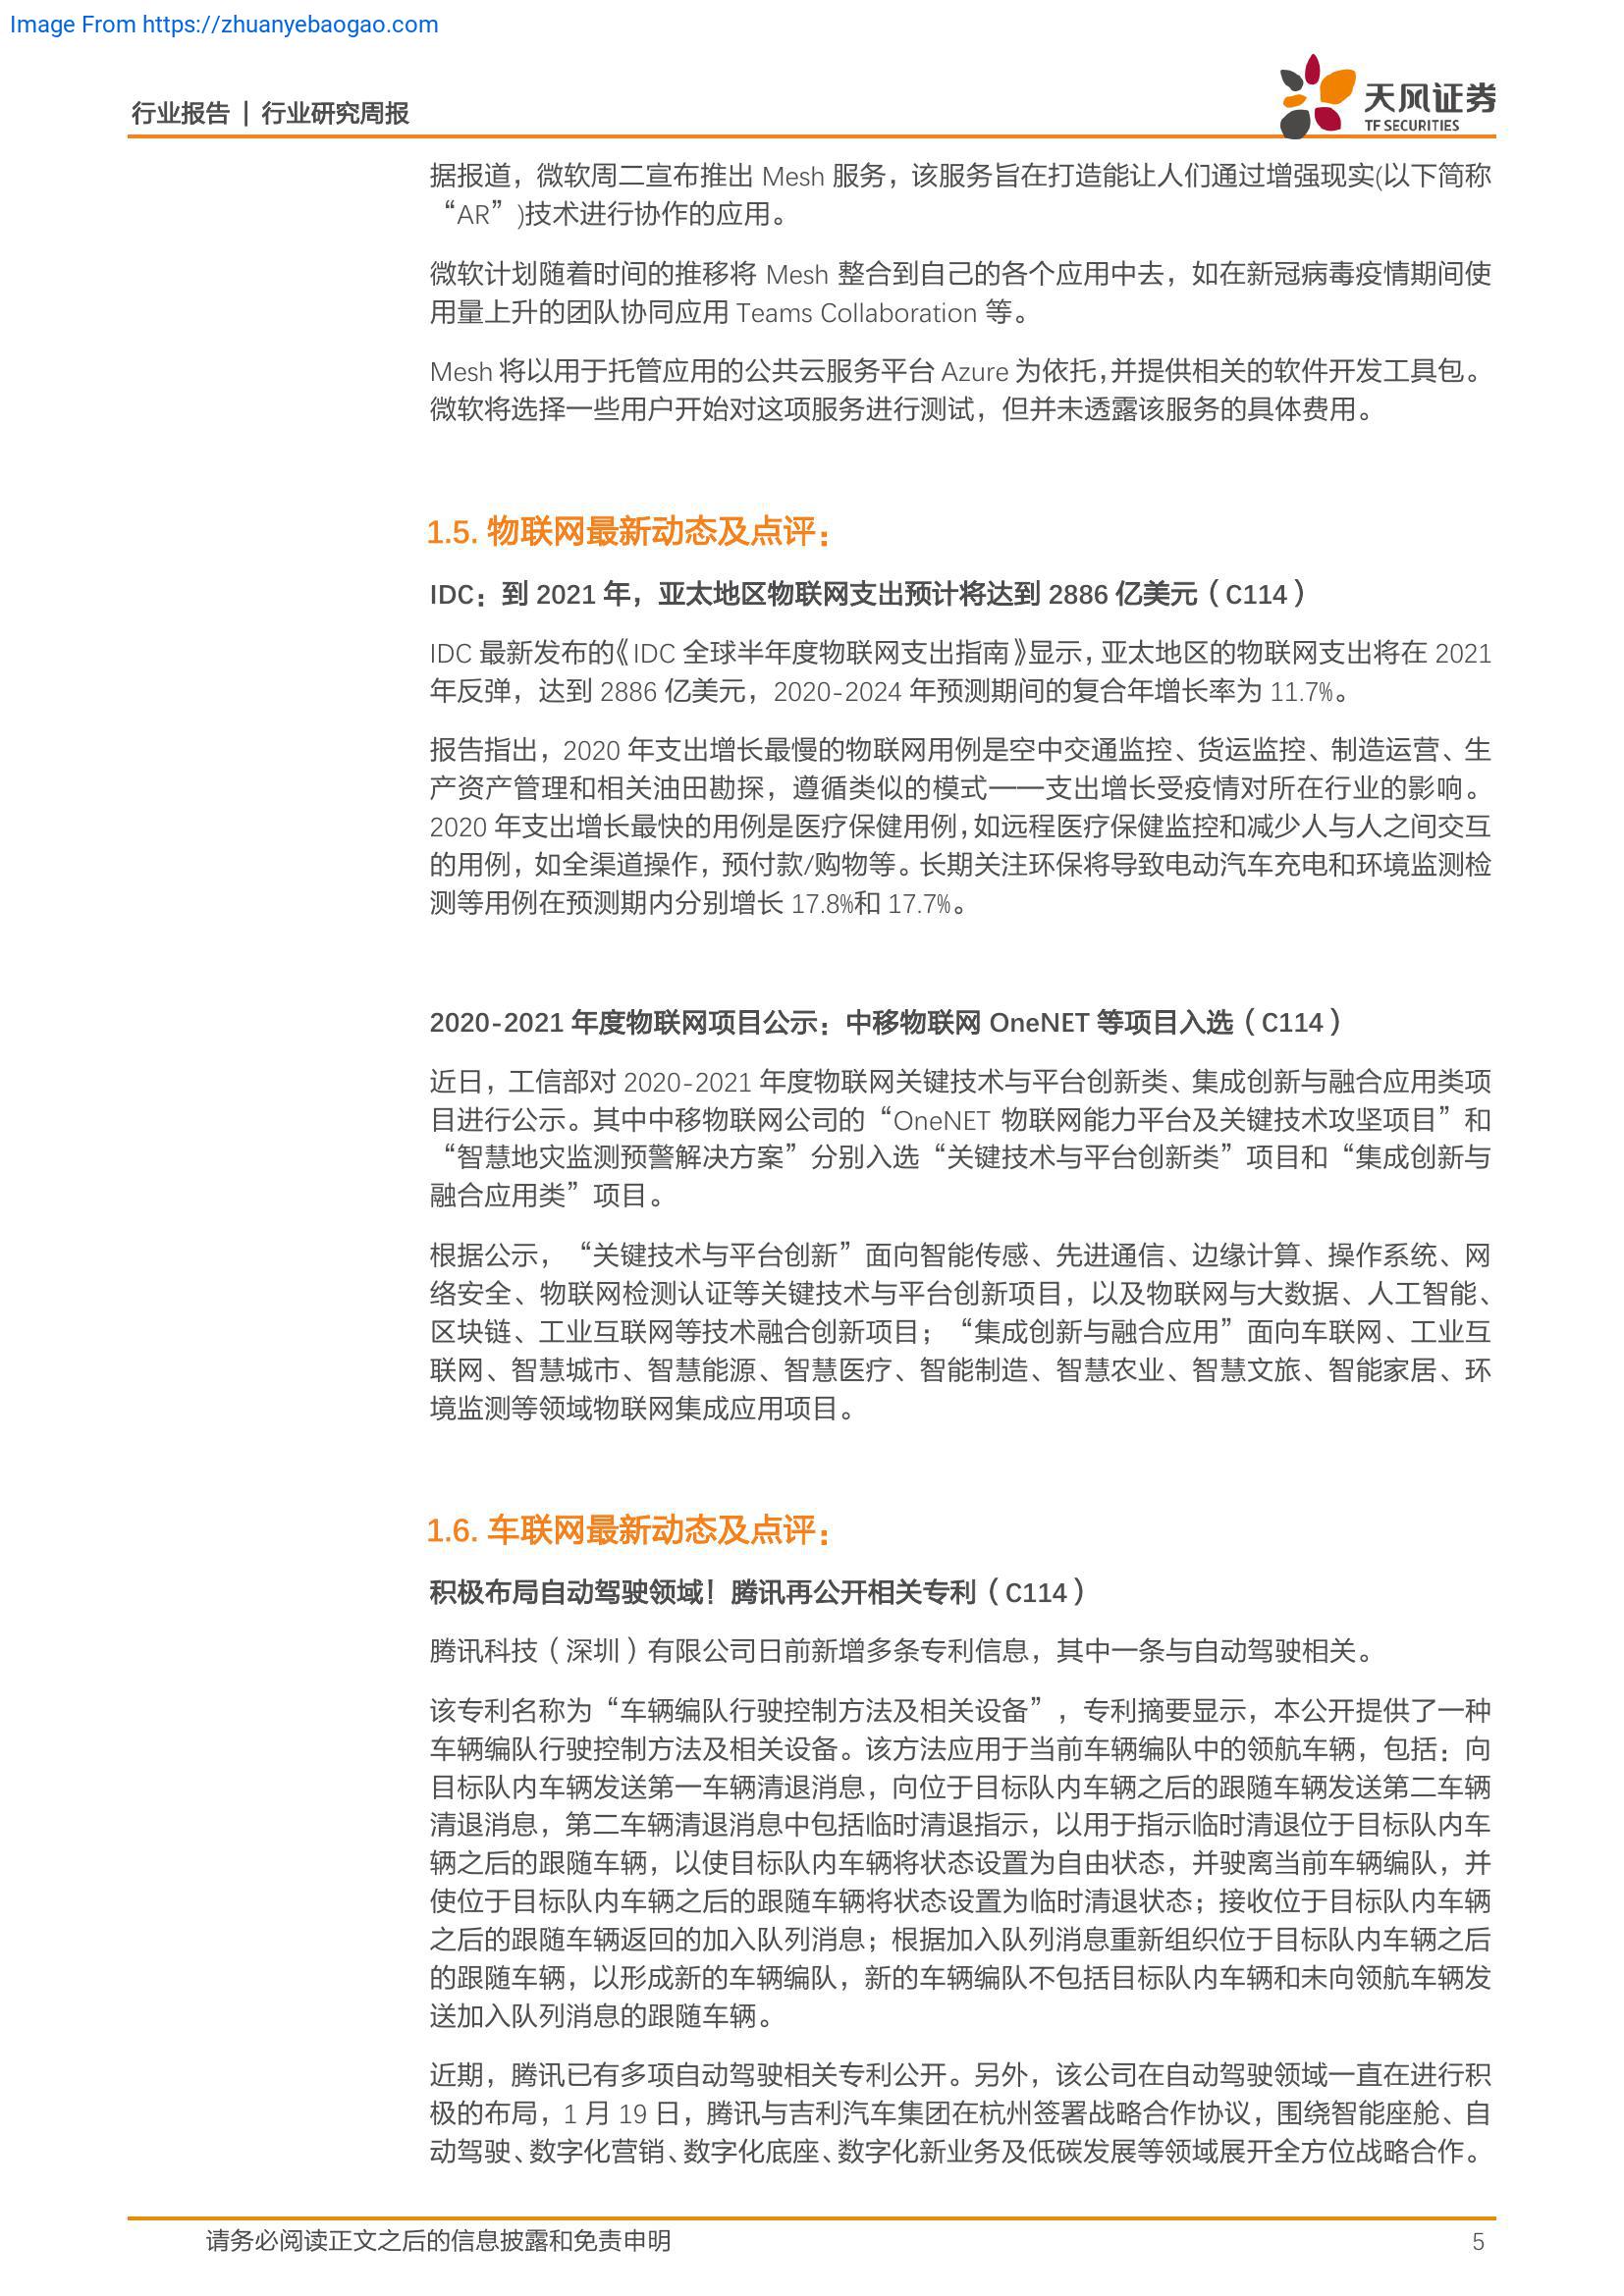 Image From https://zhuanyebaogao.com
行业报告 | 行业研究周报
天风证券
TF SECURITIES
据报道，微软周二宣布推出 Mesh 服务，该服务旨在打造能让人们通过增强现实(以下简称
“AR”)技术进行协作的应用。
微软计划随着时间的推移将 Mesh 整合到自己的各个应用中去，如在新冠病毒疫情期间使
用量上升的团队协同应用 Teams Collaboration 等。
Mesh 将以用于托管应用的公共云服务平台 Azure 为依托，并提供相关的软件开发工具包。
微软将选择一些用户开始对这项服务进行测试，但并未透露该服务的具体费用。
1.5. 物联网最新动态及点评：
IDC：到 2021 年，亚太地区物联网支出预计将达到 2886 亿美元（C114）
IDC 最新发布的《IDC 全球半年度物联网支出指南》显示，亚太地区的物联网支出将在 2021
年反弹，达到 2886 亿美元，2020-2024 年预测期间的复合年增长率为 11.7%。
报告指出，2020 年支出增长最慢的物联网用例是空中交通监控、货运监控、制造运营、生
产资产管理和相关油田勘探，遵循类似的模式——支出增长受疫情对所在行业的影响。
2020 年支出增长最快的用例是医疗保健用例，如远程医疗保健监控和减少人与人之间交互
的用例，如全渠道操作，预付款/购物等。长期关注环保将导致电动汽车充电和环境监测检
测等用例在预测期内分别增长 17.8%和 17.7%。
2020-2021 年度物联网项目公示：中移物联网 OneNET 等项目入选（C114）
近日，工信部对 2020-2021 年度物联网关键技术与平台创新类、集成创新与融合应用类项
目进行公示。其中中移物联网公司的“OneNET 物联网能力平台及关键技术攻坚项目”和
“智慧地灾监测预警解决方案”分别入选“关键技术与平台创新类”项目和“集成创新与
融合应用类”项目。
根据公示，“关键技术与平台创新”面向智能传感、先进通信、边缘计算、操作系统、网
络安全、物联网检测认证等关键技术与平台创新项目，以及物联网与大数据、人工智能、
区块链、工业互联网等技术融合创新项目；“集成创新与融合应用”面向车联网、工业互
联网、智慧城市、智慧能源、智慧医疗、智能制造、智慧农业、智慧文旅、智能家居、环
境监测等领域物联网集成应用项目。
1.6. 车联网最新动态及点评：
积极布局自动驾驶领域！腾讯再公开相关专利（C114）
腾讯科技（深圳）有限公司日前新增多条专利信息，其中一条与自动驾驶相关。
该专利名称为“车辆编队行驶控制方法及相关设备”，专利摘要显示，本公开提供了一种
车辆编队行驶控制方法及相关设备。该方法应用于当前车辆编队中的领航车辆，包括：向
目标队内车辆发送第一车辆清退消息，向位于目标队内车辆之后的跟随车辆发送第二车辆
清退消息，第二车辆清退消息中包括临时清退指示，以用于指示临时清退位于目标队内车
辆之后的跟随车辆，以使目标队内车辆将状态设置为自由状态，并驶离当前车辆编队，并
使位于目标队内车辆之后的跟随车辆将状态设置为临时清退状态；接收位于目标队内车辆
之后的跟随车辆返回的加入队列消息；根据加入队列消息重新组织位于目标队内车辆之后
的跟随车辆，以形成新的车辆编队，新的车辆编队不包括目标队内车辆和未向领航车辆发
送加入队列消息的跟随车辆。
近期，腾讯已有多项自动驾驶相关专利公开。另外，该公司在自动驾驶领域一直在进行积
极的布局，1 月 19 日，腾讯与吉利汽车集团在杭州签署战略合作协议，围绕智能座舱、自
动驾驶、数字化营销、数字化底座、数字化新业务及低碳发展等领域展开全方位战略合作。
请务必阅读正文之后的信息披露和免责申明
5